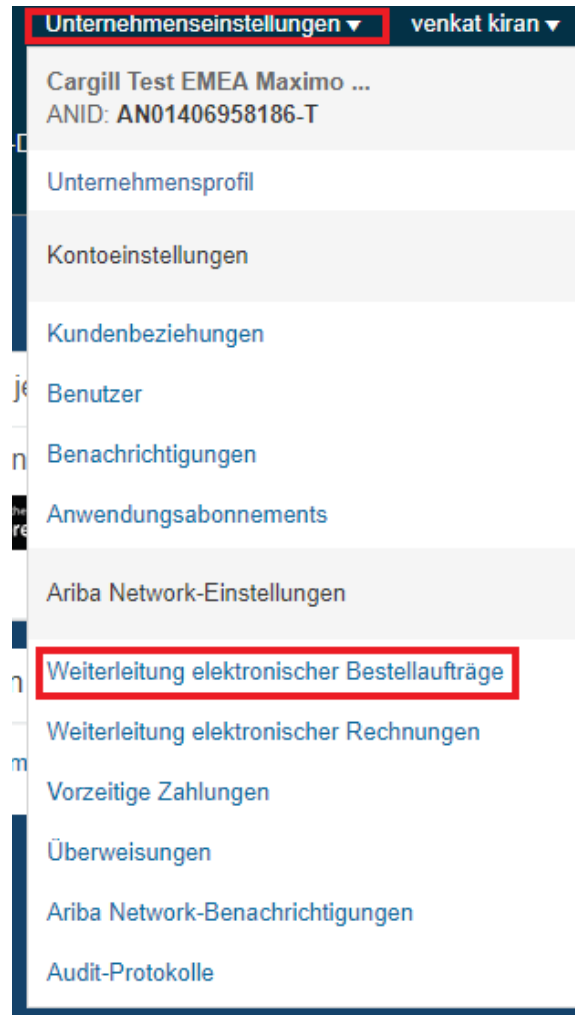 Unternehmenseinstellungen ▾ venkat kiran ▾
Cargill Test EMEA Maximo ...
ANID: AN01406958186-T
Unternehmensprofil
Kontoeinstellungen
Kundenbeziehungen
Benutzer
Benachrichtigungen
Anwendungsabonnements
Ariba Network-Einstellungen
Weiterleitung elektronischer Bestellaufträge
Weiterleitung elektronischer Rechnungen
Vorzeitige Zahlungen
Überweisungen
Ariba Network-Benachrichtigungen
Audit-Protokolle